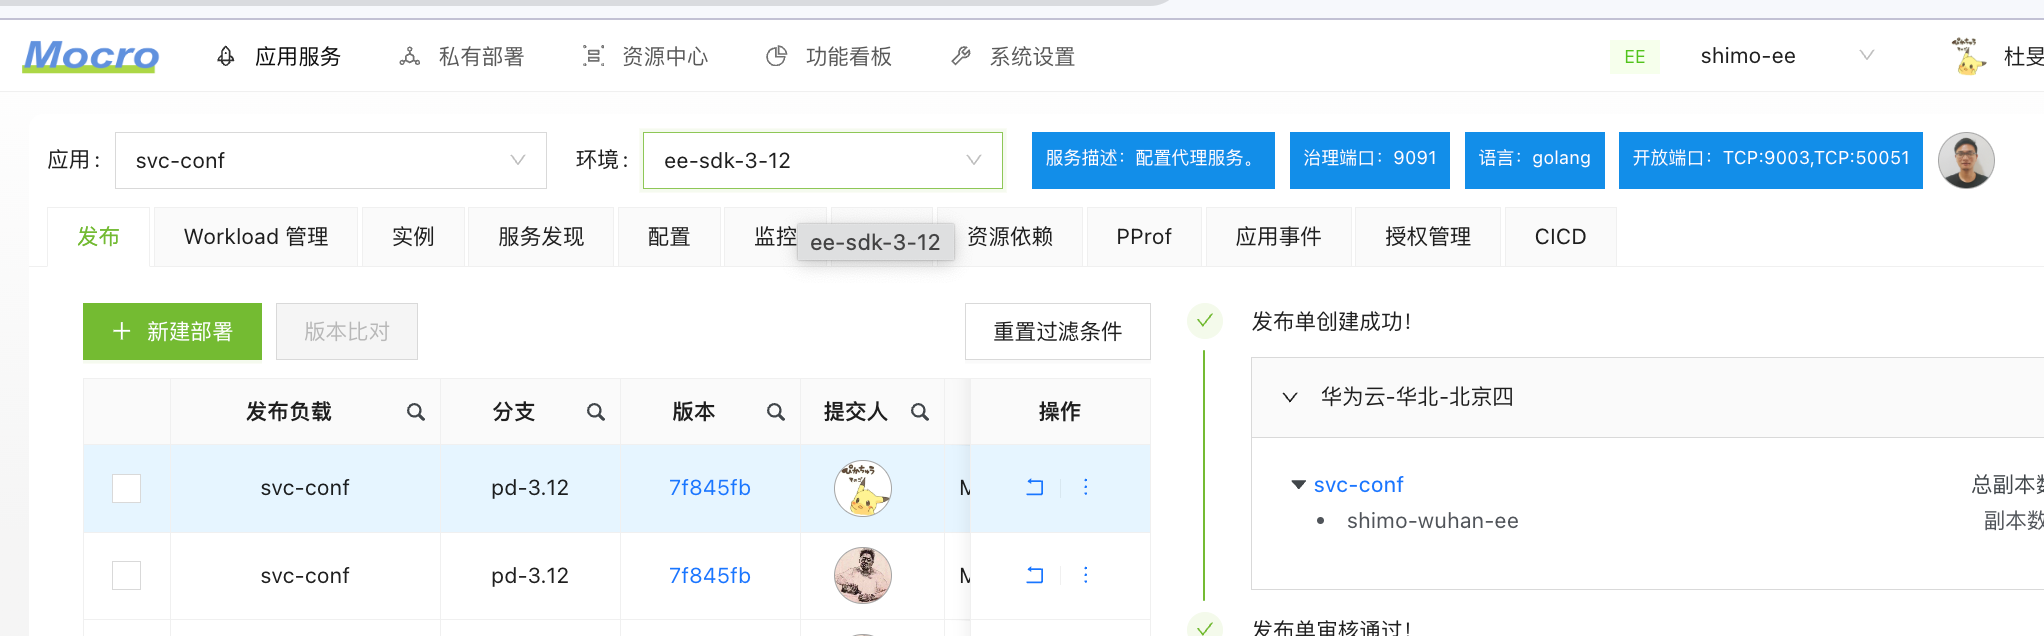 Mocro 应用服务 私有部署 资源中心 功能看板 系统设置 EE shimo-ee 杜旻
应用： svc-conf 环境： ee-sdk-3-12 服务描述：配置代理服务。 治理端口：9091 语言：golang 开放端口：TCP:9003,TCP:50051
发布 Workload 管理 实例 服务发现 配置 监控 ee-sdk-3-12 资源依赖 PProf 应用事件 授权管理 CICD
+ 新建部署 版本比对 重置过滤条件
发布负载 分支 版本 提交人 操作
svc-conf pd-3.12 7f845fb
svc-conf pd-3.12 7f845fb
发布单创建成功！
华为云-华北-北京四
svc-conf 总副本数
shimo-wuhan-ee 副本数
发布单审核通过！